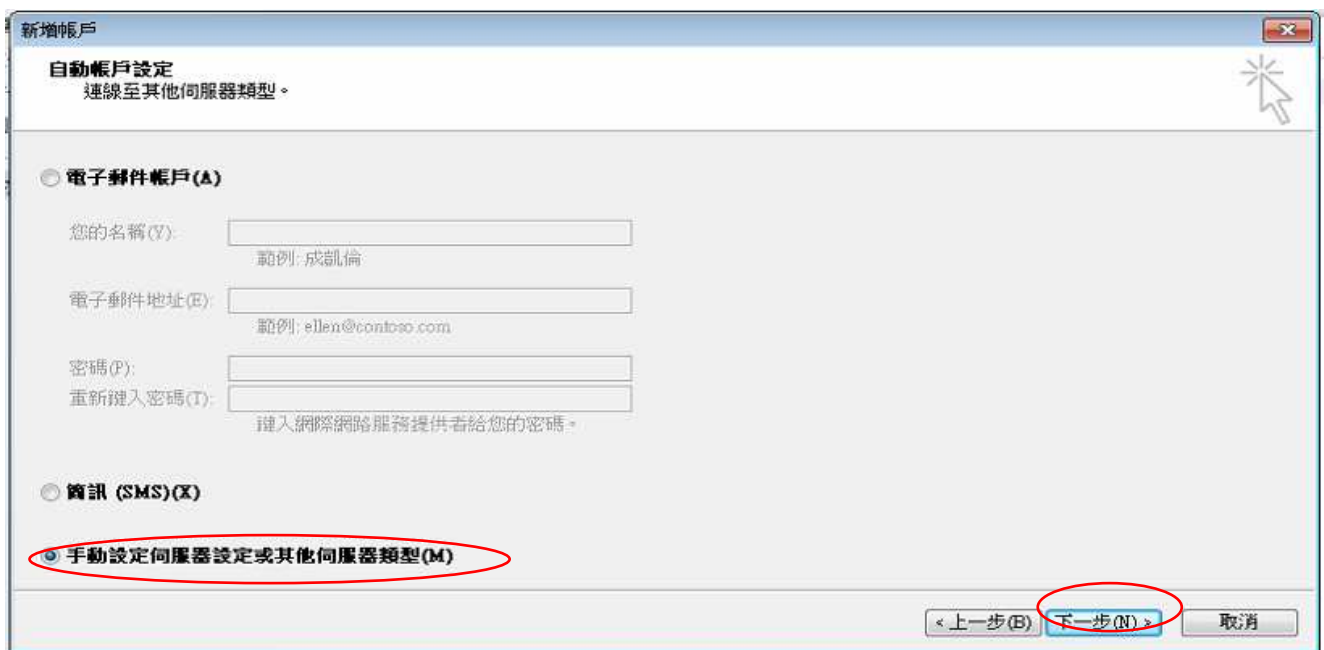 新增帳戶
自動帳戶設定
連線至其他伺服器類型。
電子郵件帳戶(A)
您的名稱(Y):
範例: 成凱倫
電子郵件地址(E):
範例: ellen@contoso.com
密碼(P):
重新鍵入密碼(T):
鍵入網際網路服務提供者給您的密碼。
簡訊 (SMS)(X)
手動設定伺服器設定或其他伺服器類型(M)
<上一步(B) 下一步(N)> 取消